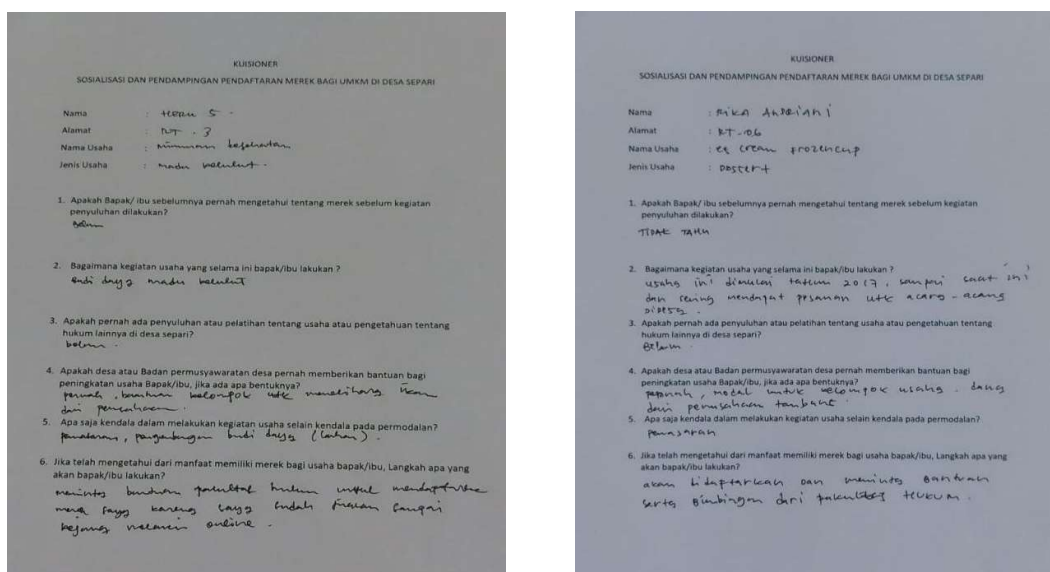 KUISIONER
SOSIALISASI DAN PENDAMPINGAN PENDAFTARAN MEREK BAGI UMKM DI DESA SEPARI
Nama : HERU S.
Alamat : RT. 3
Nama Usaha : Minuman kesehatan
Jenis Usaha : madu kelulut.
1. Apakah Bapak/ ibu sebelumnya pernah mengetahui tentang merek sebelum kegiatan
penyuluhan dilakukan?
Belum
2. Bagaimana kegiatan usaha yang selama ini bapak/ibu lakukan ?
Budi daya madu kelulut
3. Apakah pernah ada penyuluhan atau pelatihan tentang usaha atau pengetahuan tentang
hukum lainnya di desa separi?
belum.
4. Apakah desa atau Badan permusyawaratan desa pernah memberikan bantuan bagi
peningkatan usaha Bapak/ibu, jika ada apa bentuknya?
pernah, bantuan kelompok utk memelihara ikan
dari perusahaan.
5. Apa saja kendala dalam melakukan kegiatan usaha selain kendala pada permodalan?
pemasaran, pengembangan budi daya (lahan).
6. Jika telah mengetahui dari manfaat memiliki merek bagi usaha bapak/ibu, Langkah apa yang
akan bapak/ibu lakukan?
meminta bantuan fakultas hukum untuk mendaftarkan
merek saya karena saya sudah jualan sampai
melalui online.
KUISIONER
SOSIALISASI DAN PENDAMPINGAN PENDAFTARAN MEREK BAGI UMKM DI DESA SEPARI
Nama : RiKA ANDRIANI
Alamat : RT.06
Nama Usaha : es cream frozencup
Jenis Usaha : Dessert
1. Apakah Bapak/ ibu sebelumnya pernah mengetahui tentang merek sebelum kegiatan
penyuluhan dilakukan?
TIDAK TAHU
2. Bagaimana kegiatan usaha yang selama ini bapak/ibu lakukan ?
usaha ini dimulai tahun 2017, sampai saat ini
dan sering mendapat pesanan utk acara-acara
didesa.
3. Apakah pernah ada penyuluhan atau pelatihan tentang usaha atau pengetahuan tentang
hukum lainnya di desa separi?
Belum.
4. Apakah desa atau Badan permusyawaratan desa pernah memberikan bantuan bagi
peningkatan usaha Bapak/ibu, jika ada apa bentuknya?
pernah, modal untuk kelompok usaha. dana
dari perusahaan tambang.
5. Apa saja kendala dalam melakukan kegiatan usaha selain kendala pada permodalan?
pemasaran
6. Jika telah mengetahui dari manfaat memiliki merek bagi usaha bapak/ibu, Langkah apa yang
akan bapak/ibu lakukan?
akan Didaptarkan dan meminta Bantuan
serta Bimbingan dari pakultas Hukum.